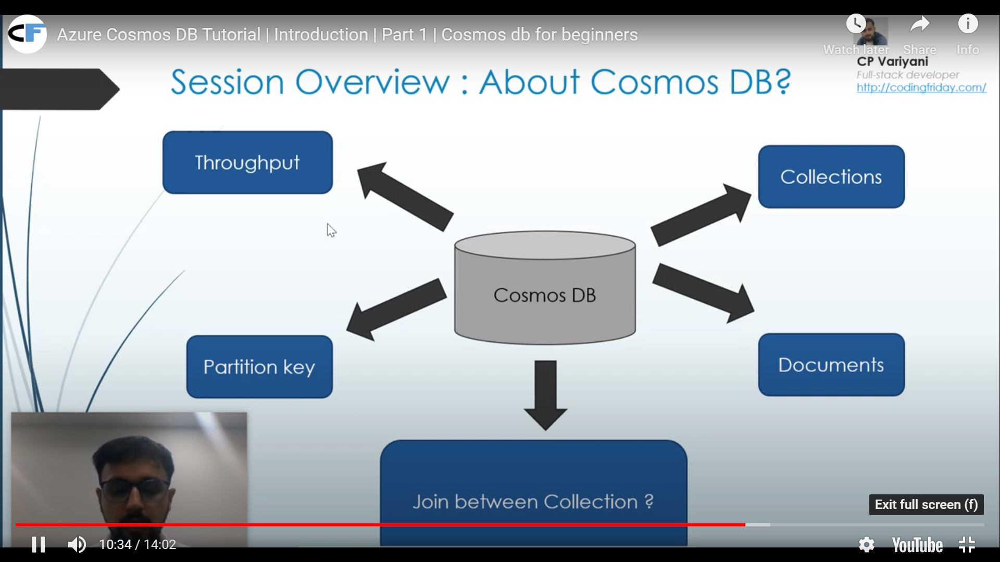 CF
Azure Cosmos DB Tutorial | Introduction | Part 1 | Cosmos db for beginners
Watch later
Share
Info
CP Variyani
Full-stack developer
http://codingfriday.com/
Session Overview : About Cosmos DB?
Throughput
Collections
Cosmos DB
Partition key
Documents
Join between Collection ?
Exit full screen (f)
10:34 / 14:02
YouTube